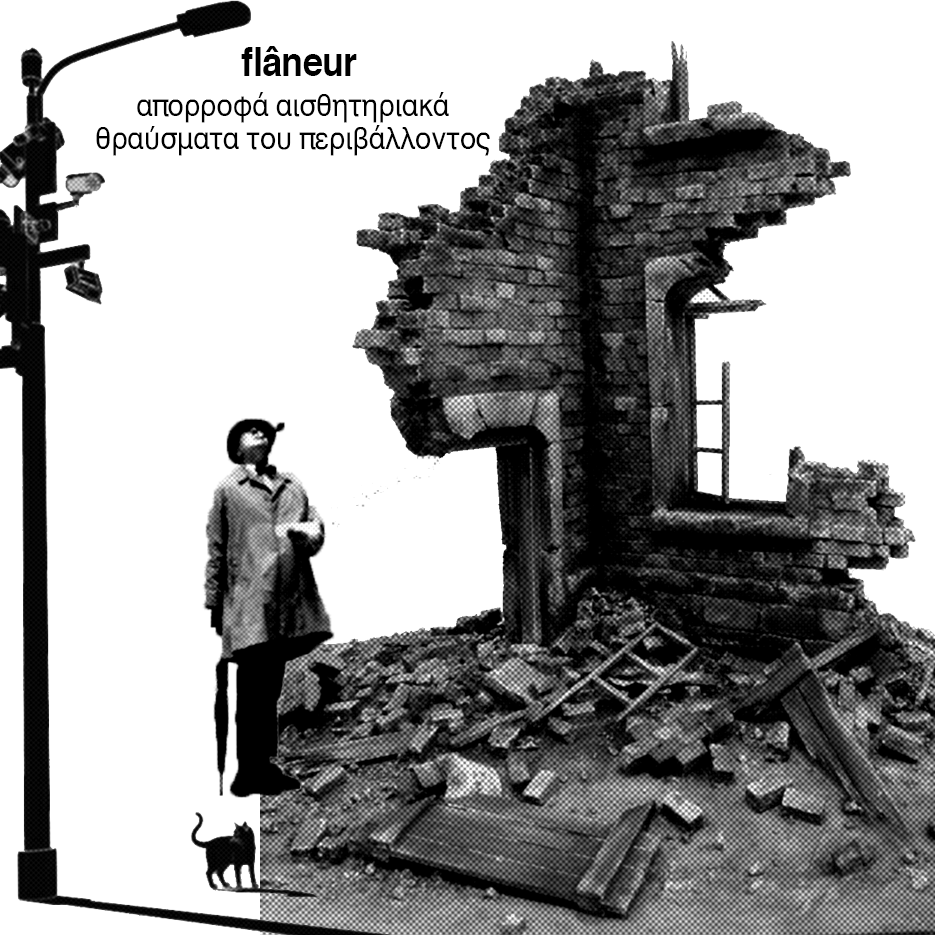 flâneur
απορροφά αισθητηριακά
θραύσματα του περιβάλλοντος